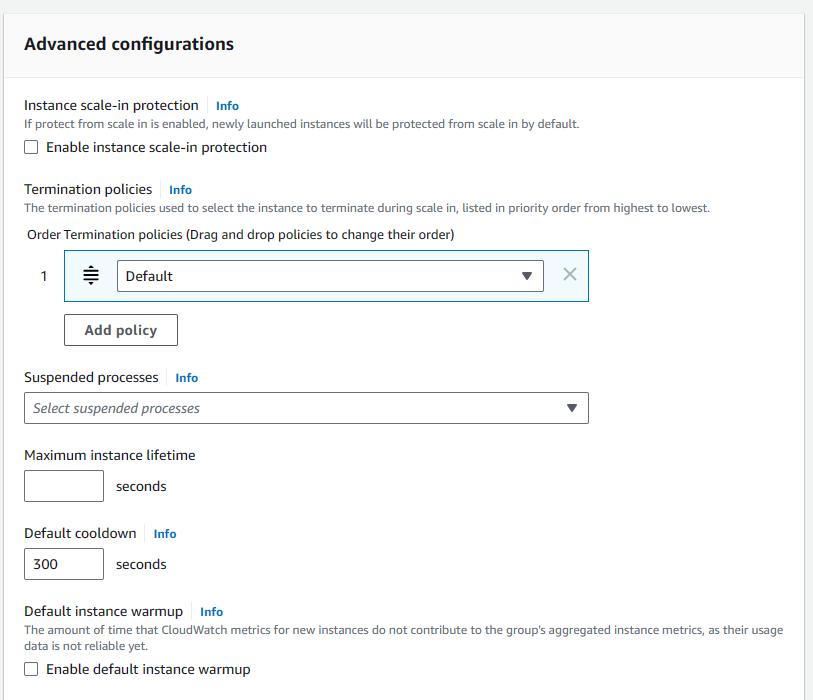 Advanced configurations
Instance scale-in protection Info
If protect from scale in is enabled, newly launched instances will be protected from scale in by default.
Enable instance scale-in protection
Termination policies Info
The termination policies used to select the instance to terminate during scale in, listed in priority order from highest to lowest.
Order Termination policies (Drag and drop policies to change their order)
1 Default
Add policy
Suspended processes Info
Select suspended processes
Maximum instance lifetime
seconds
Default cooldown Info
300 seconds
Default instance warmup Info
The amount of time that CloudWatch metrics for new instances do not contribute to the group's aggregated instance metrics, as their usage
data is not reliable yet.
Enable default instance warmup